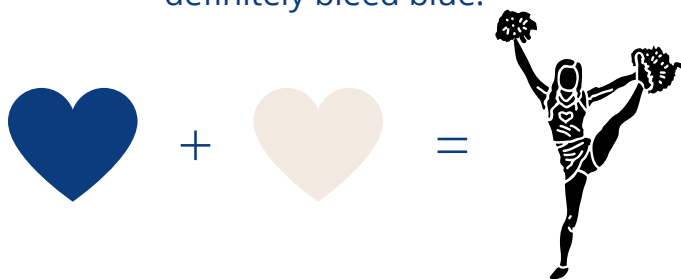 definitely bleed blue.
+ =